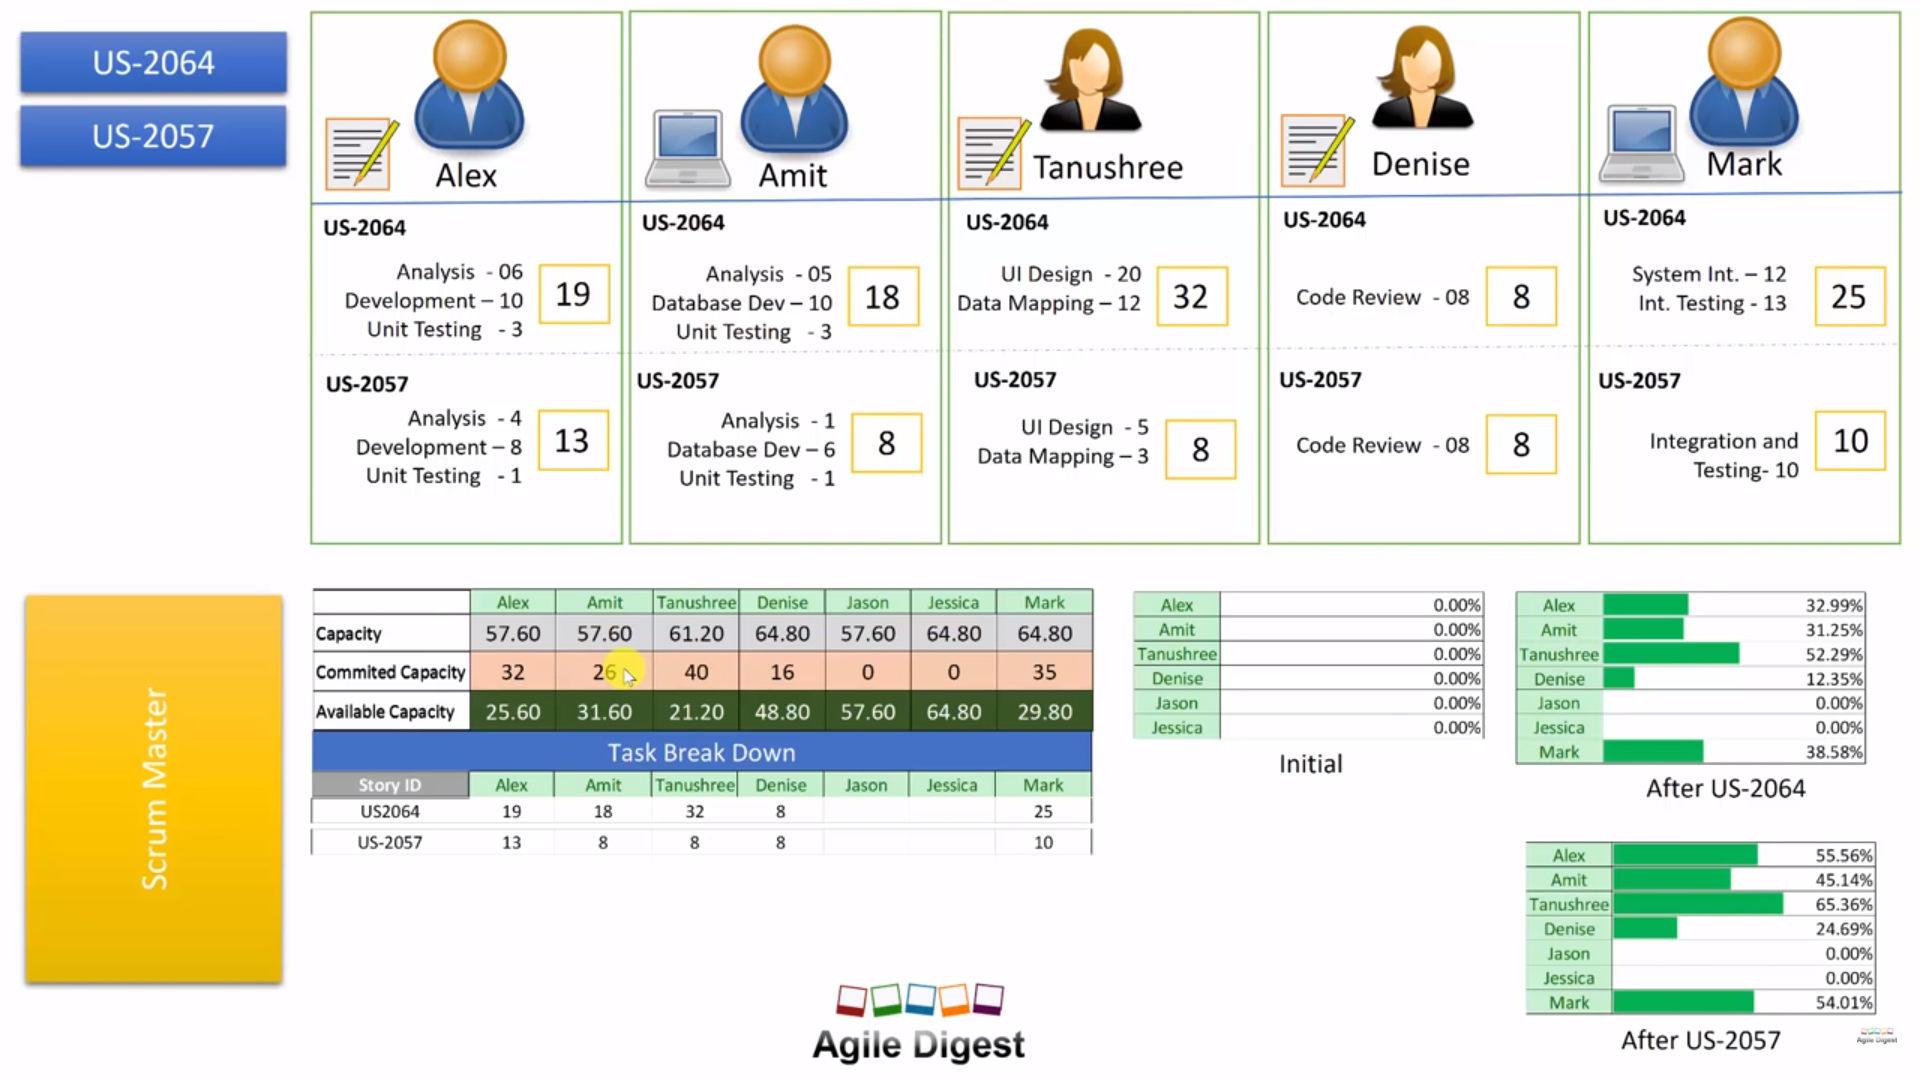 US-2064
US-2057
Alex
Amit
Tanushree
Denise
Mark
US-2064
Analysis - 06
Development – 10
Unit Testing - 3
19
US-2064
Analysis - 05
Database Dev – 10
Unit Testing - 3
18
US-2064
UI Design - 20
Data Mapping – 12
32
US-2064
Code Review - 08
8
US-2064
System Int. – 12
Int. Testing - 13
25
US-2057
Analysis - 4
Development – 8
Unit Testing - 1
13
US-2057
Analysis - 1
Database Dev – 6
Unit Testing - 1
8
US-2057
UI Design - 5
Data Mapping – 3
8
US-2057
Code Review - 08
8
US-2057
Integration and
Testing- 10
10
Scrum Master
Alex Amit Tanushree Denise Jason Jessica Mark
Capacity 57.60 57.60 61.20 64.80 57.60 64.80 64.80
Commited Capacity 32 26 40 16 0 0 35
Available Capacity 25.60 31.60 21.20 48.80 57.60 64.80 29.80
Task Break Down
Story ID Alex Amit Tanushree Denise Jason Jessica Mark
US2064 19 18 32 8 25
US-2057 13 8 8 8 10
Alex 0.00%
Amit 0.00%
Tanushree 0.00%
Denise 0.00%
Jason 0.00%
Jessica 0.00%
Initial
Alex 32.99%
Amit 31.25%
Tanushree 52.29%
Denise 12.35%
Jason 0.00%
Jessica 0.00%
Mark 38.58%
After US-2064
Alex 55.56%
Amit 45.14%
Tanushree 65.36%
Denise 24.69%
Jason 0.00%
Jessica 0.00%
Mark 54.01%
After US-2057
Agile Digest
Agile Digest